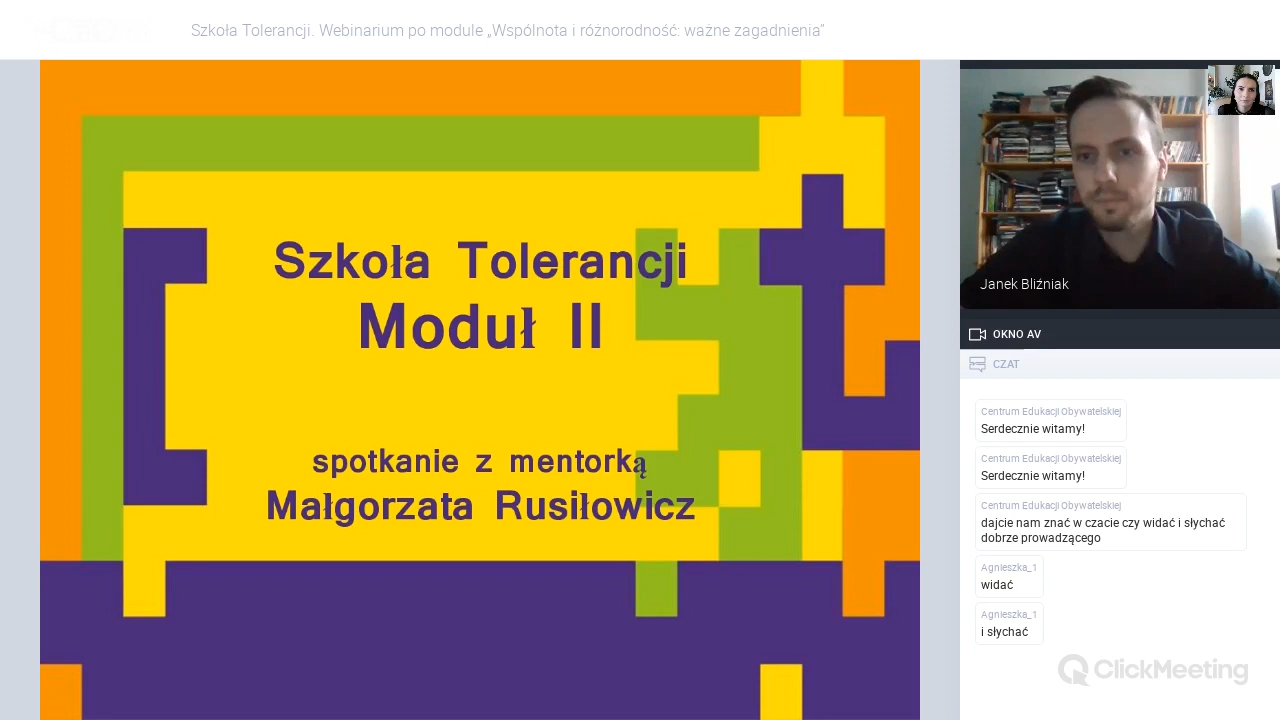 Szkoła Tolerancji. Webinarium po module „Wspólnota i różnorodność: ważne zagadnienia”
Szkoła Tolerancji
Moduł II
spotkanie z mentorką
Małgorzata Rusiłowicz
Janek Bliźniak
OKNO AV
CZAT
Centrum Edukacji Obywatelskiej
Serdecznie witamy!
Centrum Edukacji Obywatelskiej
Serdecznie witamy!
Centrum Edukacji Obywatelskiej
dajcie nam znać w czacie czy widać i słychać
dobrze prowadzącego
Agnieszka_1
widać
Agnieszka_1
i słychać
ClickMeeting